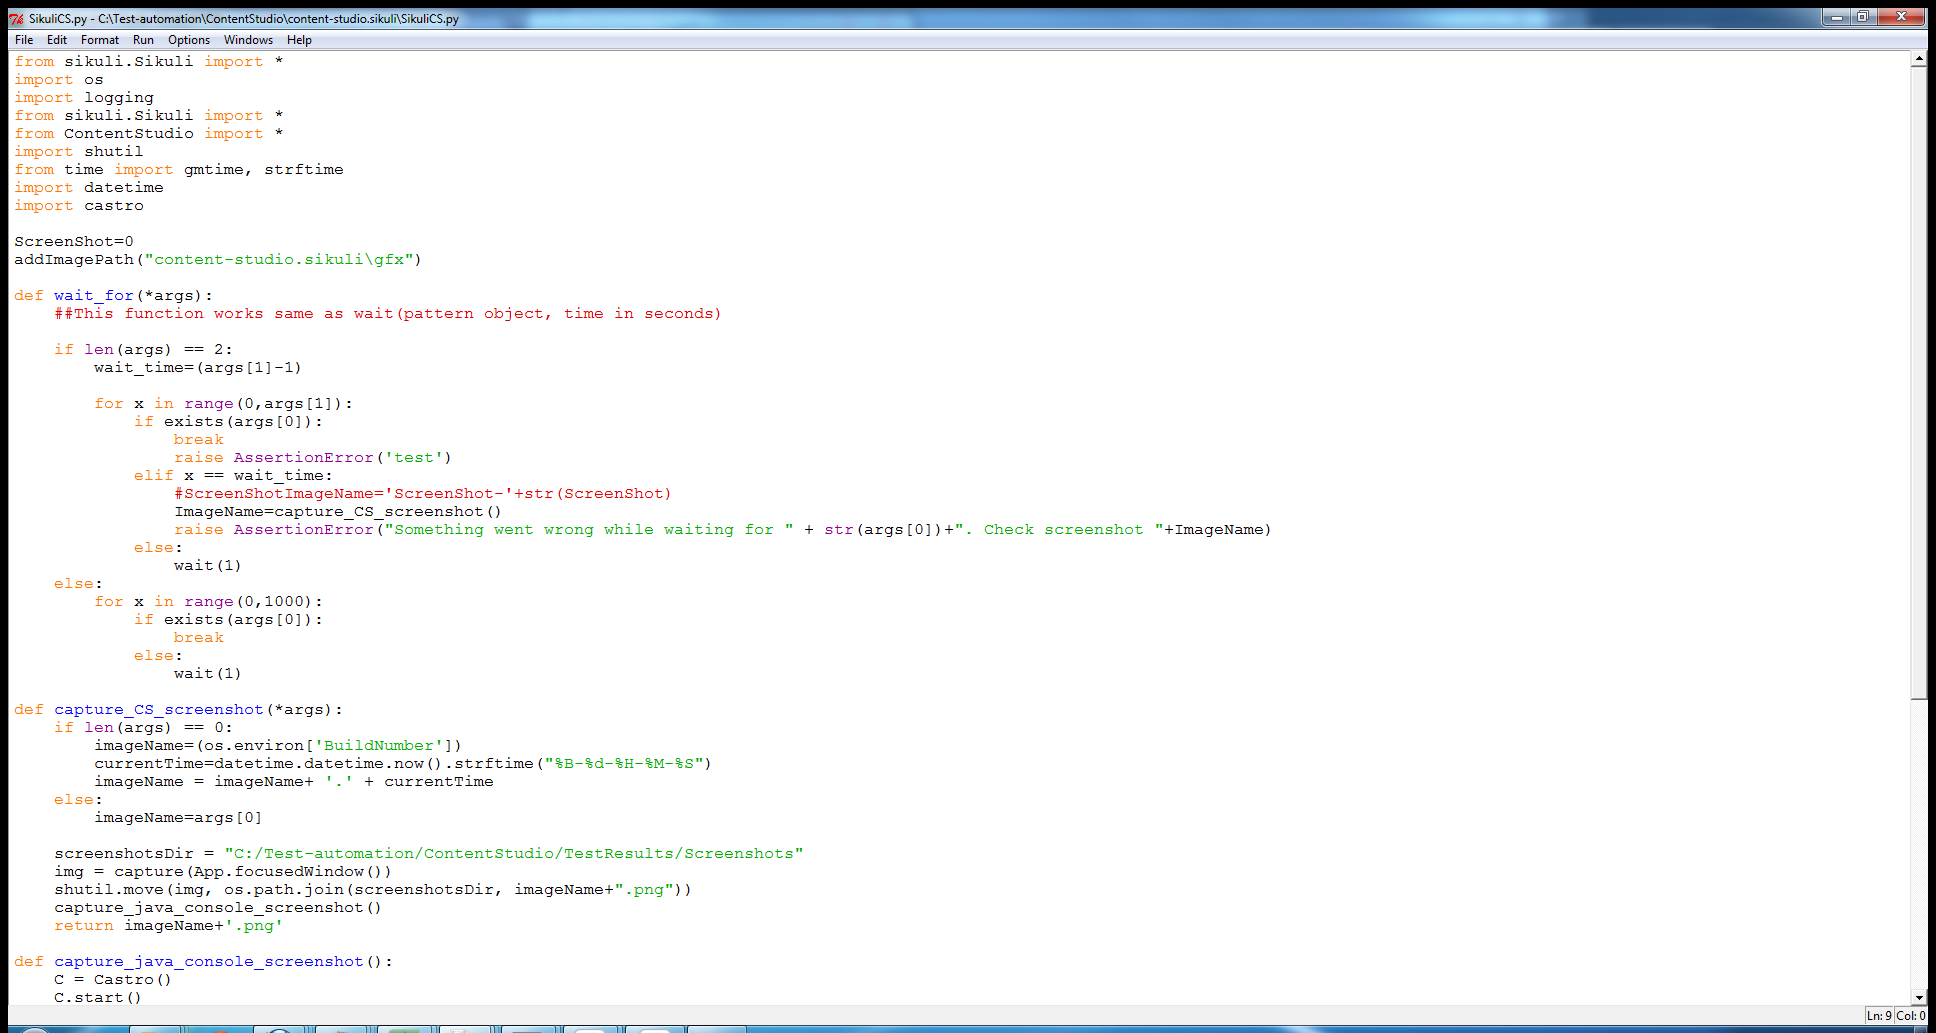 SikuliCS.py - C:\Test-automation\ContentStudio\content-studio.sikuli\SikuliCS.py
File Edit Format Run Options Windows Help
from sikuli.Sikuli import *
import os
import logging
from sikuli.Sikuli import *
from ContentStudio import *
import shutil
from time import gmtime, strftime
import datetime
import castro

ScreenShot=0
addImagePath("content-studio.sikuli\gfx")

def wait_for(*args):
    ##This function works same as wait(pattern object, time in seconds)

    if len(args) == 2:
        wait_time=(args[1]-1)

        for x in range(0,args[1]):
            if exists(args[0]):
                break
                raise AssertionError('test')
            elif x == wait_time:
                #ScreenShotImageName='ScreenShot-'+str(ScreenShot)
                ImageName=capture_CS_screenshot()
                raise AssertionError("Something went wrong while waiting for " + str(args[0])+". Check screenshot "+ImageName)
            else:
                wait(1)
    else:
        for x in range(0,1000):
            if exists(args[0]):
                break
            else:
                wait(1)

def capture_CS_screenshot(*args):
    if len(args) == 0:
        imageName=(os.environ['BuildNumber'])
        currentTime=datetime.datetime.now().strftime("%B-%d-%H-%M-%S")
        imageName = imageName+ '.' + currentTime
    else:
        imageName=args[0]

    screenshotsDir = "C:/Test-automation/ContentStudio/TestResults/Screenshots"
    img = capture(App.focusedWindow())
    shutil.move(img, os.path.join(screenshotsDir, imageName+".png"))
    capture_java_console_screenshot()
    return imageName+'.png'

def capture_java_console_screenshot():
    C = Castro()
    C.start()
Ln: 9 Col: 0